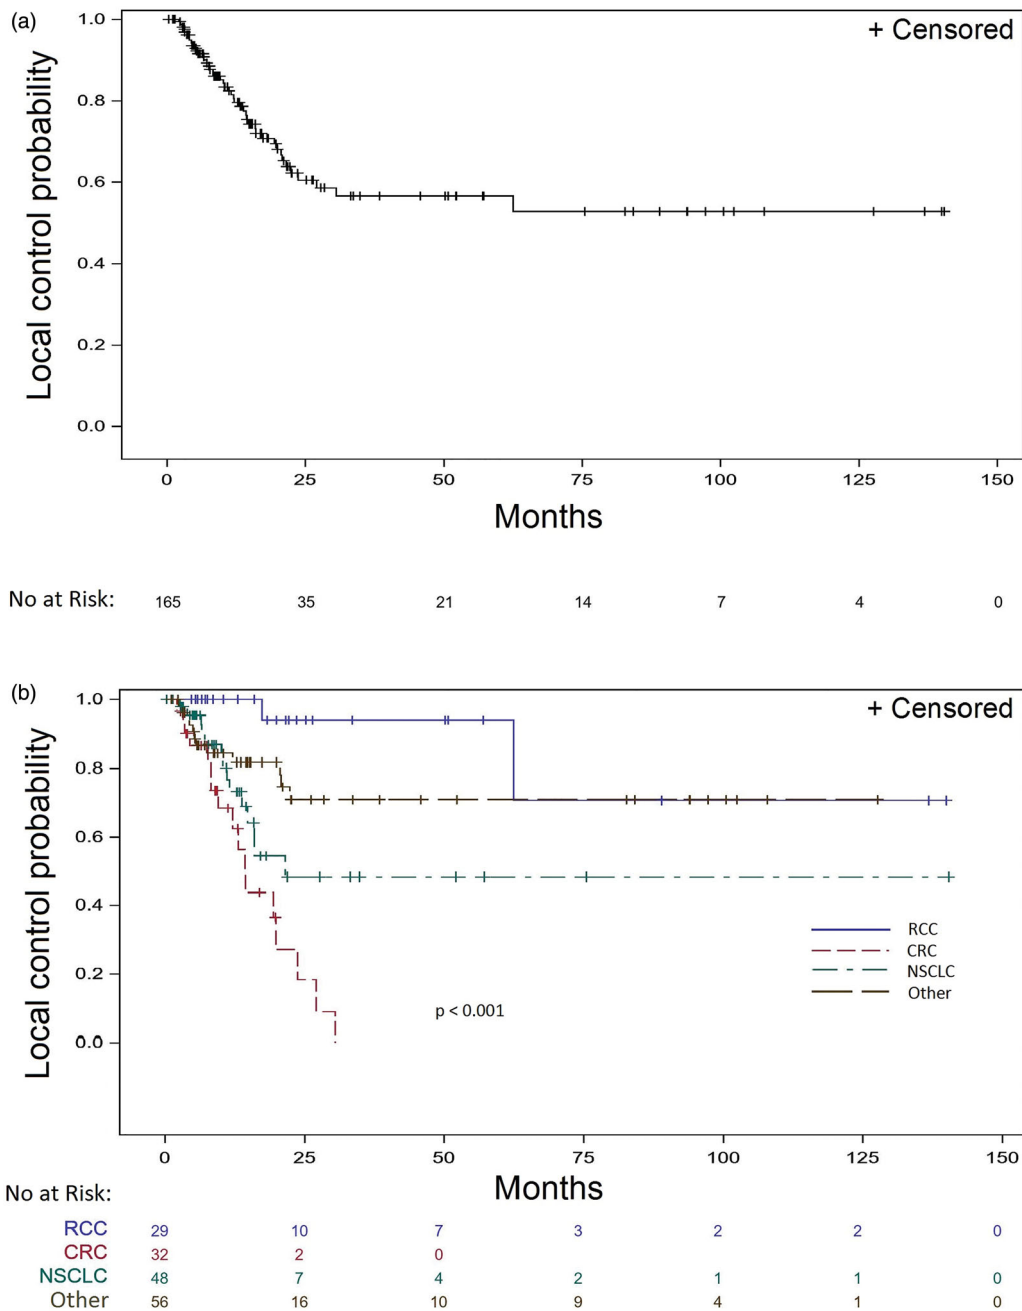 (a)
+ Censored
Local control probability
1.0
0.8
0.6
0.4
0.2
0.0
0 25 50 75 100 125 150
Months
No at Risk: 165 35 21 14 7 4 0
(b)
+ Censored
Local control probability
1.0
0.8
0.6
0.4
0.2
0.0
RCC
CRC
NSCLC
Other
p < 0.001
0 25 50 75 100 125 150
Months
No at Risk:
RCC 29 10 7 3 2 2 0
CRC 32 2 0
NSCLC 48 7 4 2 1 1 0
Other 56 16 10 9 4 1 0